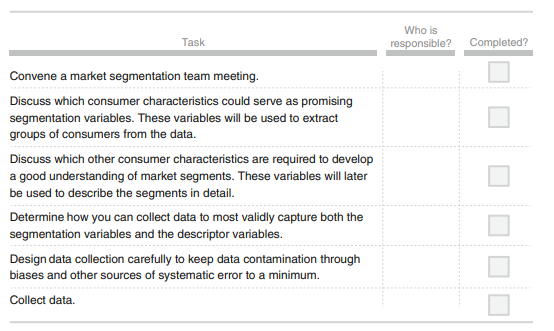 Who is
Task responsible? Completed?
Convene a market segmentation team meeting.
Discuss which consumer characteristics could serve as promising
segmentation variables. These variables will be used to extract
groups of consumers from the data.
Discuss which other consumer characteristics are required to develop
a good understanding of market segments. These variables will later
be used to describe the segments in detail.
Determine how you can collect data to most validly capture both the
segmentation variables and the descriptor variables.
Design data collection carefully to keep data contamination through
biases and other sources of systematic error to a minimum.
Collect data.